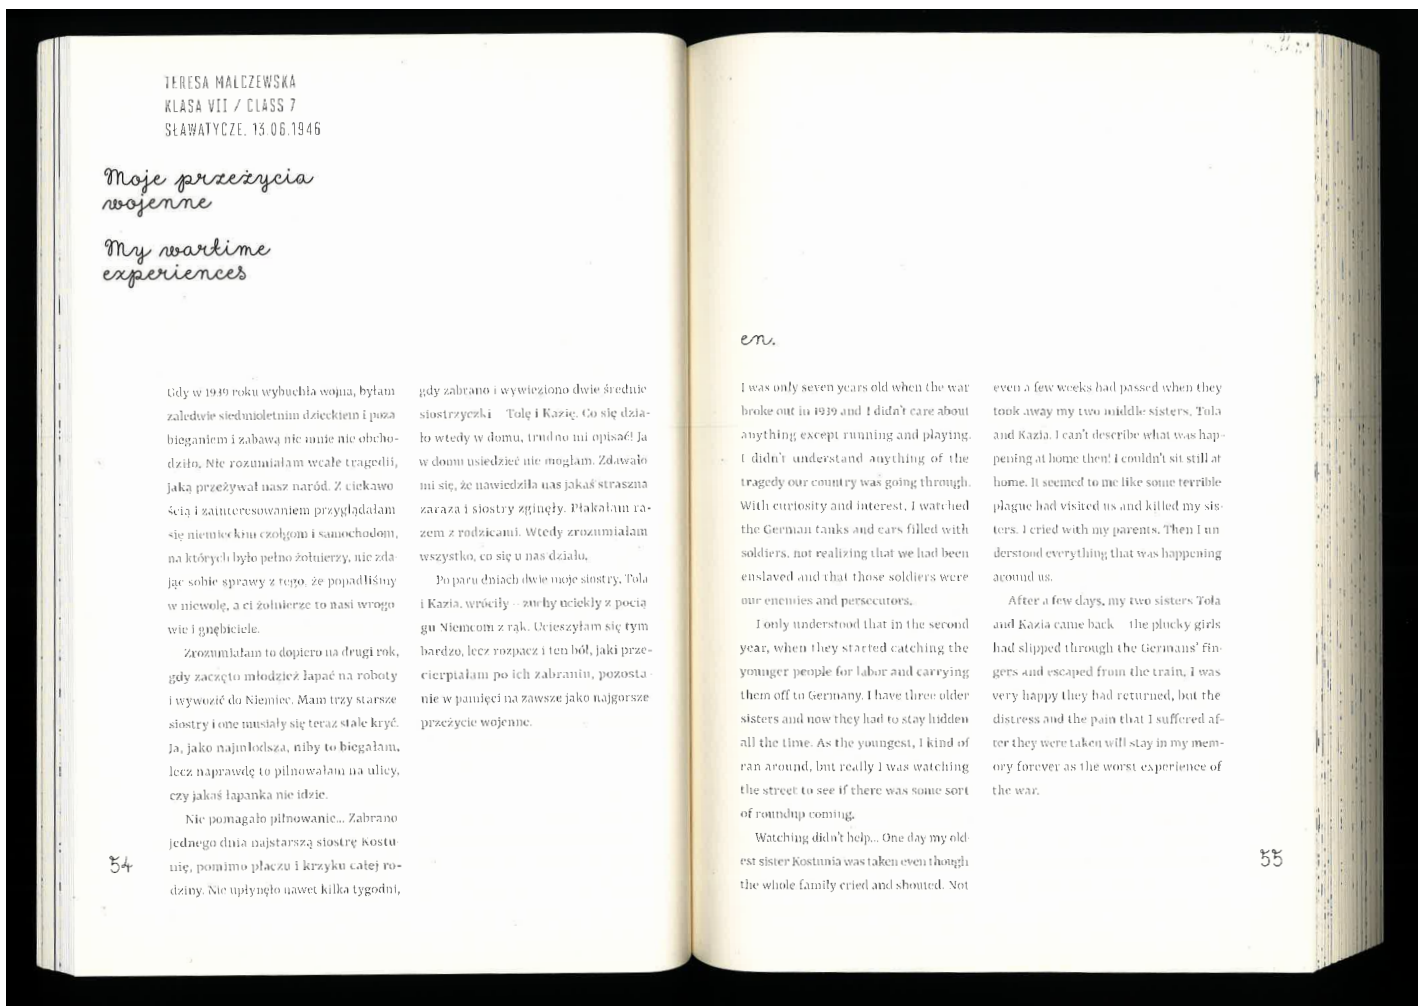 TERESA MALCZEWSKA
KLASA VII / CLASS 7
SŁAWATYCZE, 13.06.1946
Moje przeżycia
wojenne
My wartime
experiences
Gdy w 1939 roku wybuchła wojna, byłam
zaledwie siedmioletnim dzieckiem i poza
bieganiem i zabawą nic mnie nie obcho-
dziło. Nie rozumiałam wcale tragedii,
jaką przeżywał nasz naród. Z ciekawo
ścią i zainteresowaniem przyglądałam
się niemieckim czołgom i samochodom,
na których było pełno żołnierzy, nie zda-
jąc sobie sprawy z tego, że popadliśmy
w niewolę, a ci żołnierze to nasi wrogo
wie i gnębiciele.
Zrozumiałam to dopiero na drugi rok,
gdy zaczęto młodzież łapać na roboty
i wywozić do Niemiec. Mam trzy starsze
siostry i one musiały się teraz stale kryć.
Ja, jako najmłodsza, niby to biegałam,
lecz naprawdę to pilnowałam na ulicy,
czy jakaś łapanka nie idzie.
Nie pomagało pilnowanie... Zabrano
jednego dnia najstarszą siostrę Kostu-
nię, pomimo płaczu i krzyku całej ro-
dziny. Nie upłynęło nawet kilka tygodni,
gdy zabrano i wywieziono dwie średnie
siostrzyczki – Tolę i Kazię. Co się dzia-
ło wtedy w domu, trudno mi opisać! Ja
w domu usiedzieć nie mogłam. Zdawało
mi się, że nawiedziła nas jakaś straszna
zaraza i siostry zginęły. Płakałam ra-
zem z rodzicami. Wtedy zrozumiałam
wszystko, co się u nas działo.
Po paru dniach dwie moje siostry, Tola
i Kazia, wróciły – zuchy uciekły z pocią
gu Niemcom z rąk. Ucieszyłam się tym
bardzo, lecz rozpacz i ten ból, jaki prze-
cierpiałam po ich zabraniu, pozosta-
nie w pamięci na zawsze jako najgorsze
przeżycie wojenne.
54
en.
I was only seven years old when the war
broke out in 1939 and I didn't care about
anything except running and playing.
I didn't understand anything of the
tragedy our country was going through.
With curiosity and interest, I watched
the German tanks and cars filled with
soldiers, not realizing that we had been
enslaved and that those soldiers were
our enemies and persecutors.
I only understood that in the second
year, when they started catching the
younger people for labor and carrying
them off to Germany. I have three older
sisters and now they had to stay hidden
all the time. As the youngest, I kind of
ran around, but really I was watching
the street to see if there was some sort
of roundup coming.
Watching didn't help... One day my old-
est sister Kostunia was taken even though
the whole family cried and shouted. Not
even a few weeks had passed when they
took away my two middle sisters, Tola
and Kazia. I can't describe what was hap-
pening at home then! I couldn't sit still at
home. It seemed to me like some terrible
plague had visited us and killed my sis-
ters. I cried with my parents. Then I un
derstood everything that was happening
around us.
After a few days, my two sisters Tola
and Kazia came back – the plucky girls
had slipped through the Germans' fin-
gers and escaped from the train. I was
very happy they had returned, but the
distress and the pain that I suffered af-
ter they were taken will stay in my mem-
ory forever as the worst experience of
the war.
55